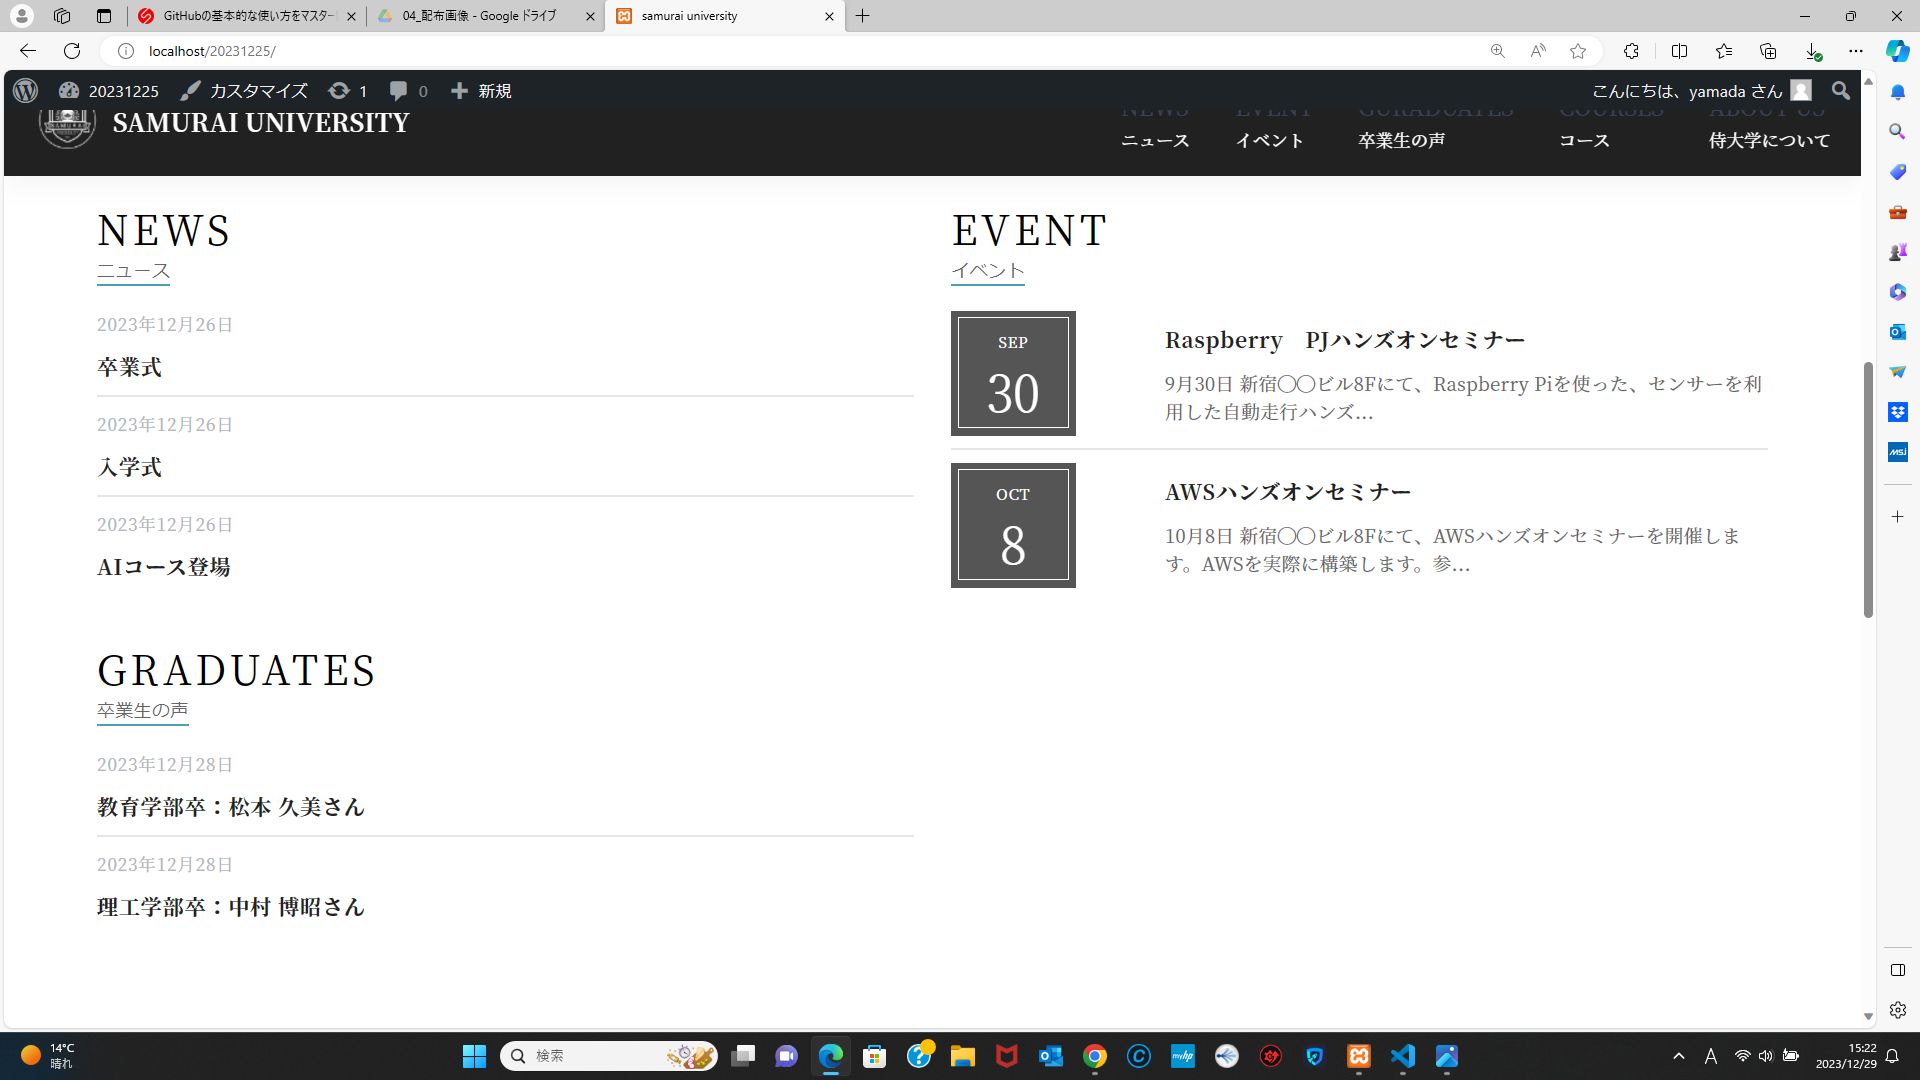 GitHubの基本的な使い方をマスター
04_配布画像 - Google ドライブ
samurai university
localhost/20231225/
20231225
カスタマイズ
1
0
新規
こんにちは、yamada さん
SAMURAI UNIVERSITY
NEWS
EVENT
GURADUATES
COURSES
ABOUT US
ニュース
イベント
卒業生の声
コース
侍大学について
NEWS
ニュース
2023年12月26日
卒業式
2023年12月26日
入学式
2023年12月26日
AIコース登場
EVENT
イベント
SEP
30
Raspberry　PJハンズオンセミナー
9月30日 新宿◯◯ビル8Fにて、Raspberry Piを使った、センサーを利
用した自動走行ハンズ...
OCT
8
AWSハンズオンセミナー
10月8日 新宿◯◯ビル8Fにて、AWSハンズオンセミナーを開催しま
す。AWSを実際に構築します。参...
GRADUATES
卒業生の声
2023年12月28日
教育学部卒：松本 久美さん
2023年12月28日
理工学部卒：中村 博昭さん
14°C
晴れ
検索
A
15:22
2023/12/29